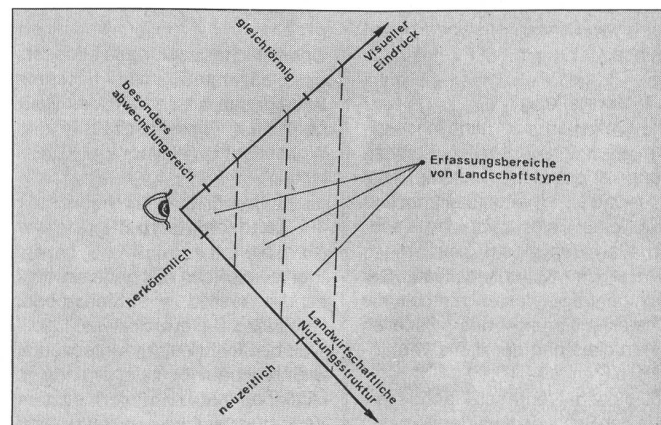 gleichförmig
Visueller
Eindruck
besonders
abwechslungsreich
Erfassungsbereiche
von Landschaftstypen
herkömmlich
Landwirtschaftliche
Nutzungsstruktur
neuzeitlich